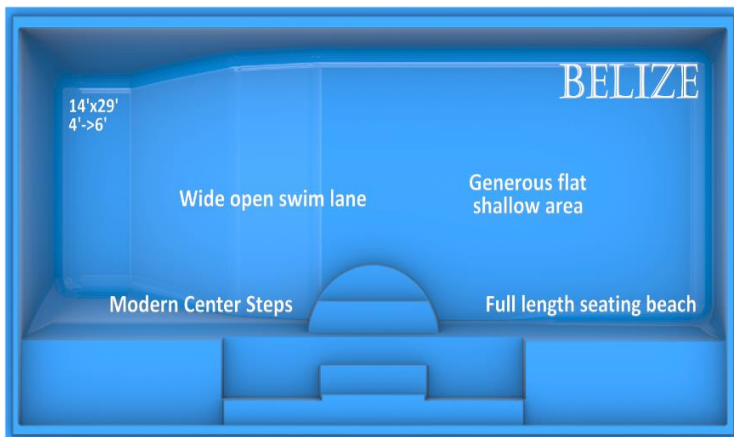 BELIZE
14'x29'
4'->6'
Wide open swim lane
Generous flat
shallow area
Modern Center Steps
Full length seating beach